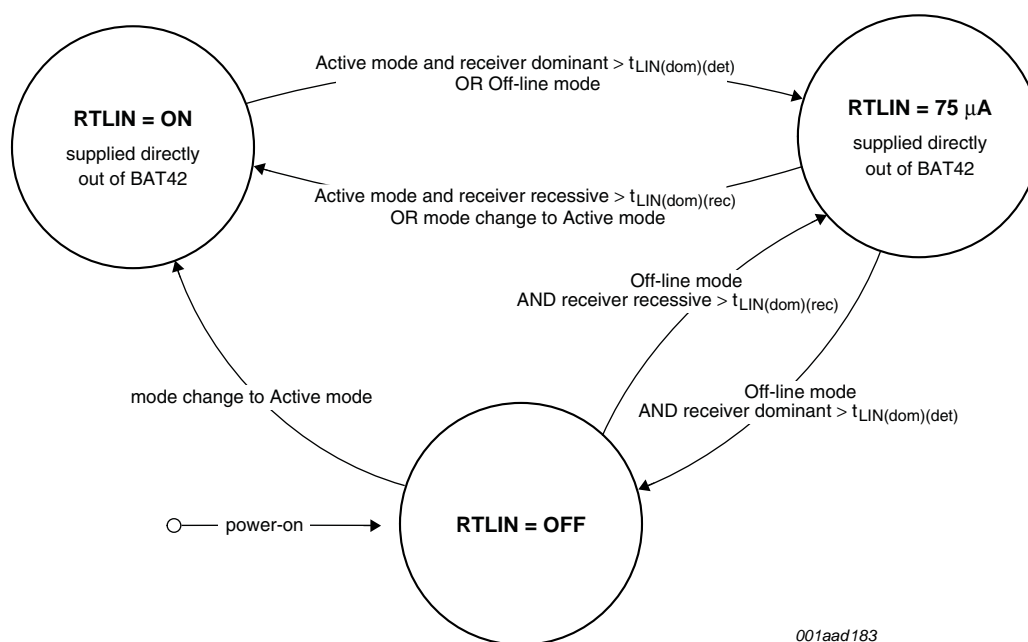 Active mode and receiver dominant > tLIN(dom)(det)
OR Off-line mode
RTLIN = ON
supplied directly
out of BAT42
RTLIN = 75 μA
supplied directly
out of BAT42
Active mode and receiver recessive > tLIN(dom)(rec)
OR mode change to Active mode
Off-line mode
AND receiver recessive > tLIN(dom)(rec)
mode change to Active mode
Off-line mode
AND receiver dominant > tLIN(dom)(det)
power-on
RTLIN = OFF
001aad183